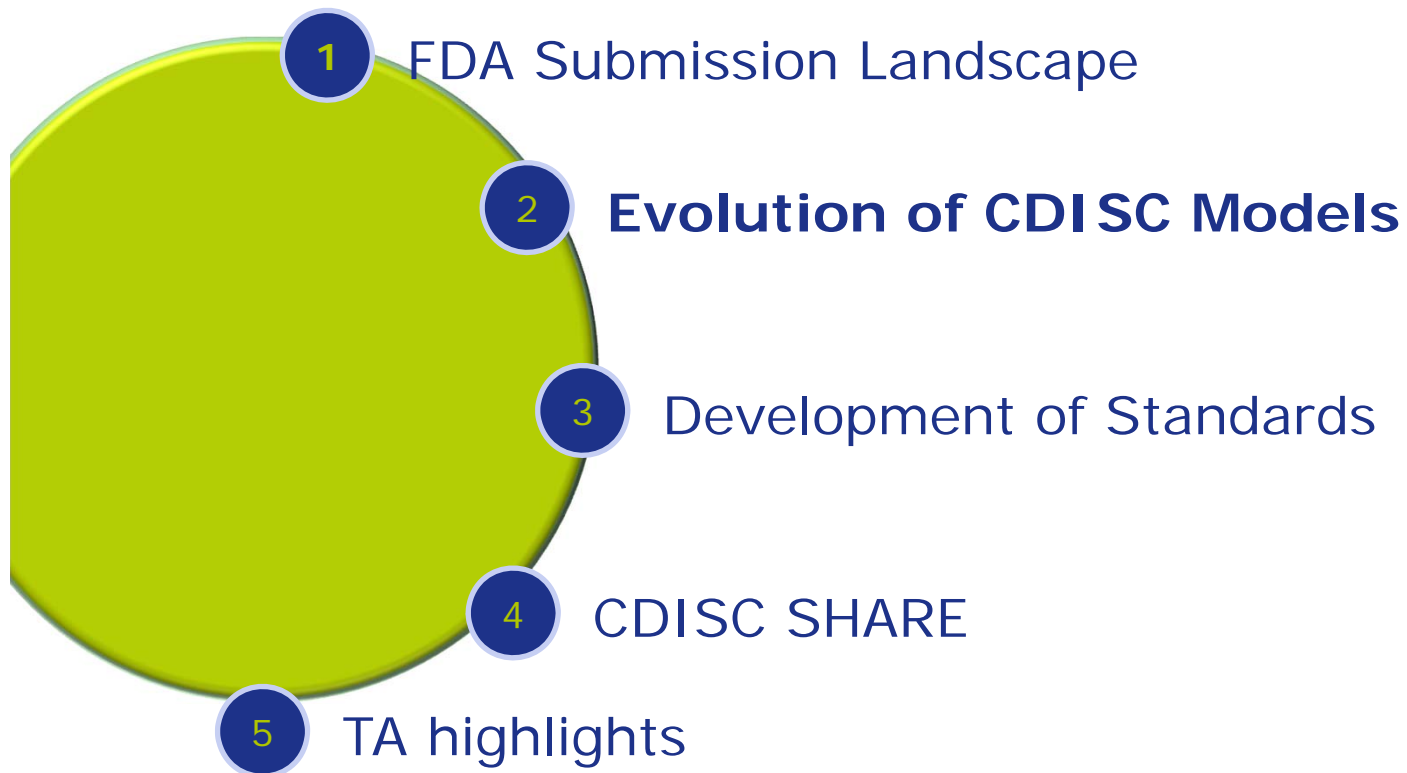 1 FDA Submission Landscape
2 Evolution of CDISC Models
3 Development of Standards
4 CDISC SHARE
5 TA highlights